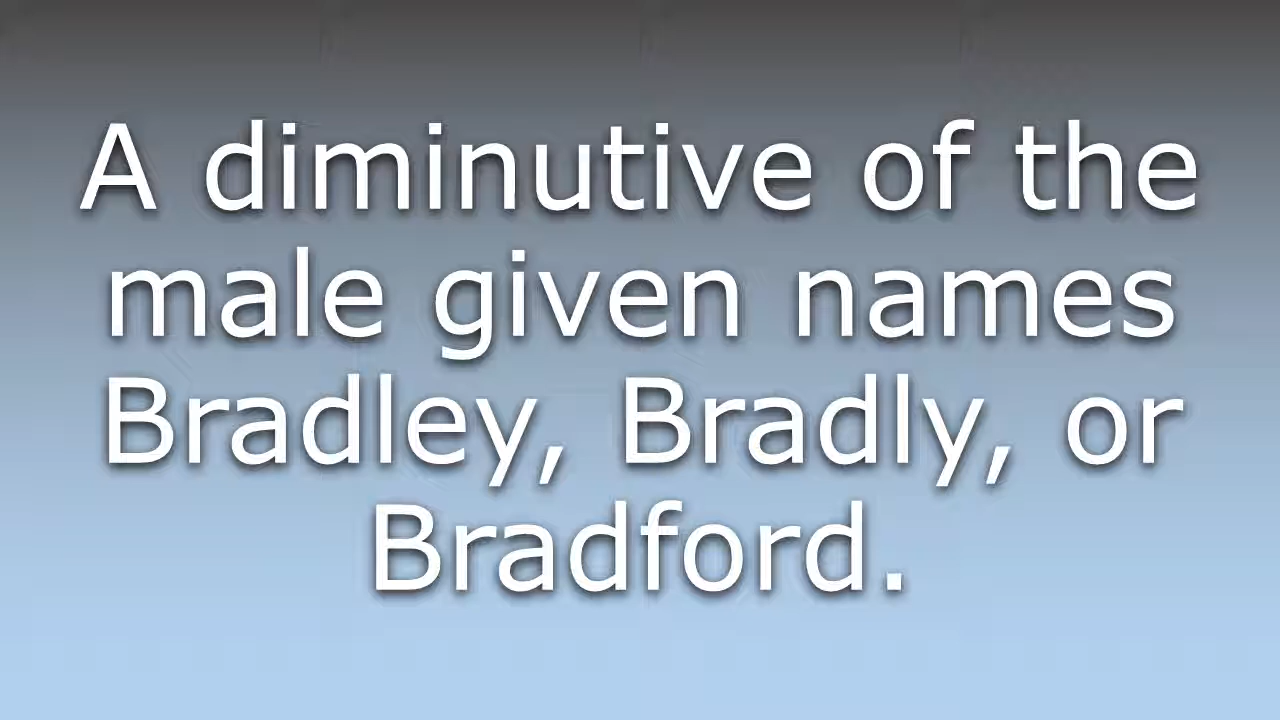 A diminutive of the
male given names
Bradley, Bradly, or
Bradford.